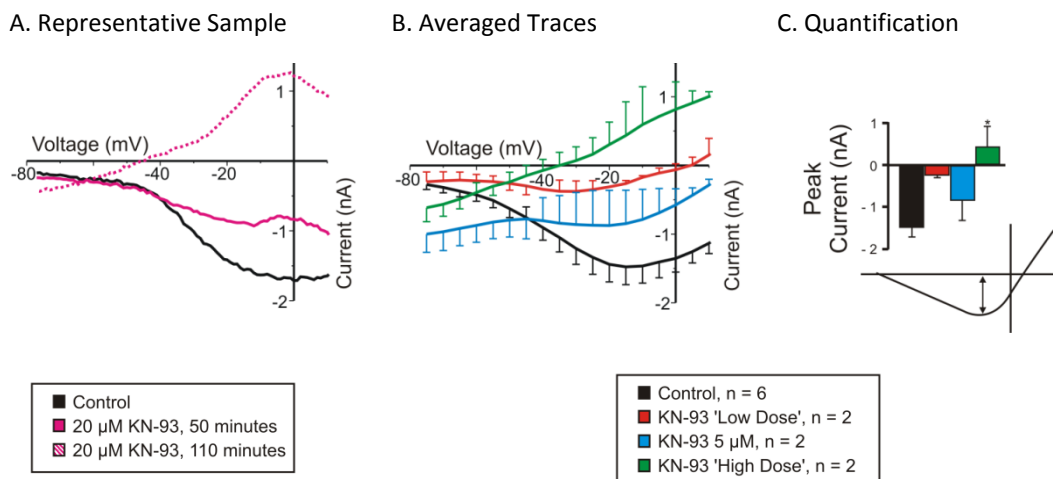 A. Representative Sample
B. Averaged Traces
C. Quantification
1
Voltage (mV)
-80
-60
-40
-20
-1
-2
Current (nA)
1
Voltage (mV)
-80
-60
-40
-20
-1
-2
Current (nA)
Peak
Current (nA)
1
0
- 1
- 2
*
Control
20 µM KN-93, 50 minutes
20 µM KN-93, 110 minutes
Control, n = 6
KN-93 'Low Dose', n = 2
KN-93 5 µM, n = 2
KN-93 'High Dose', n = 2